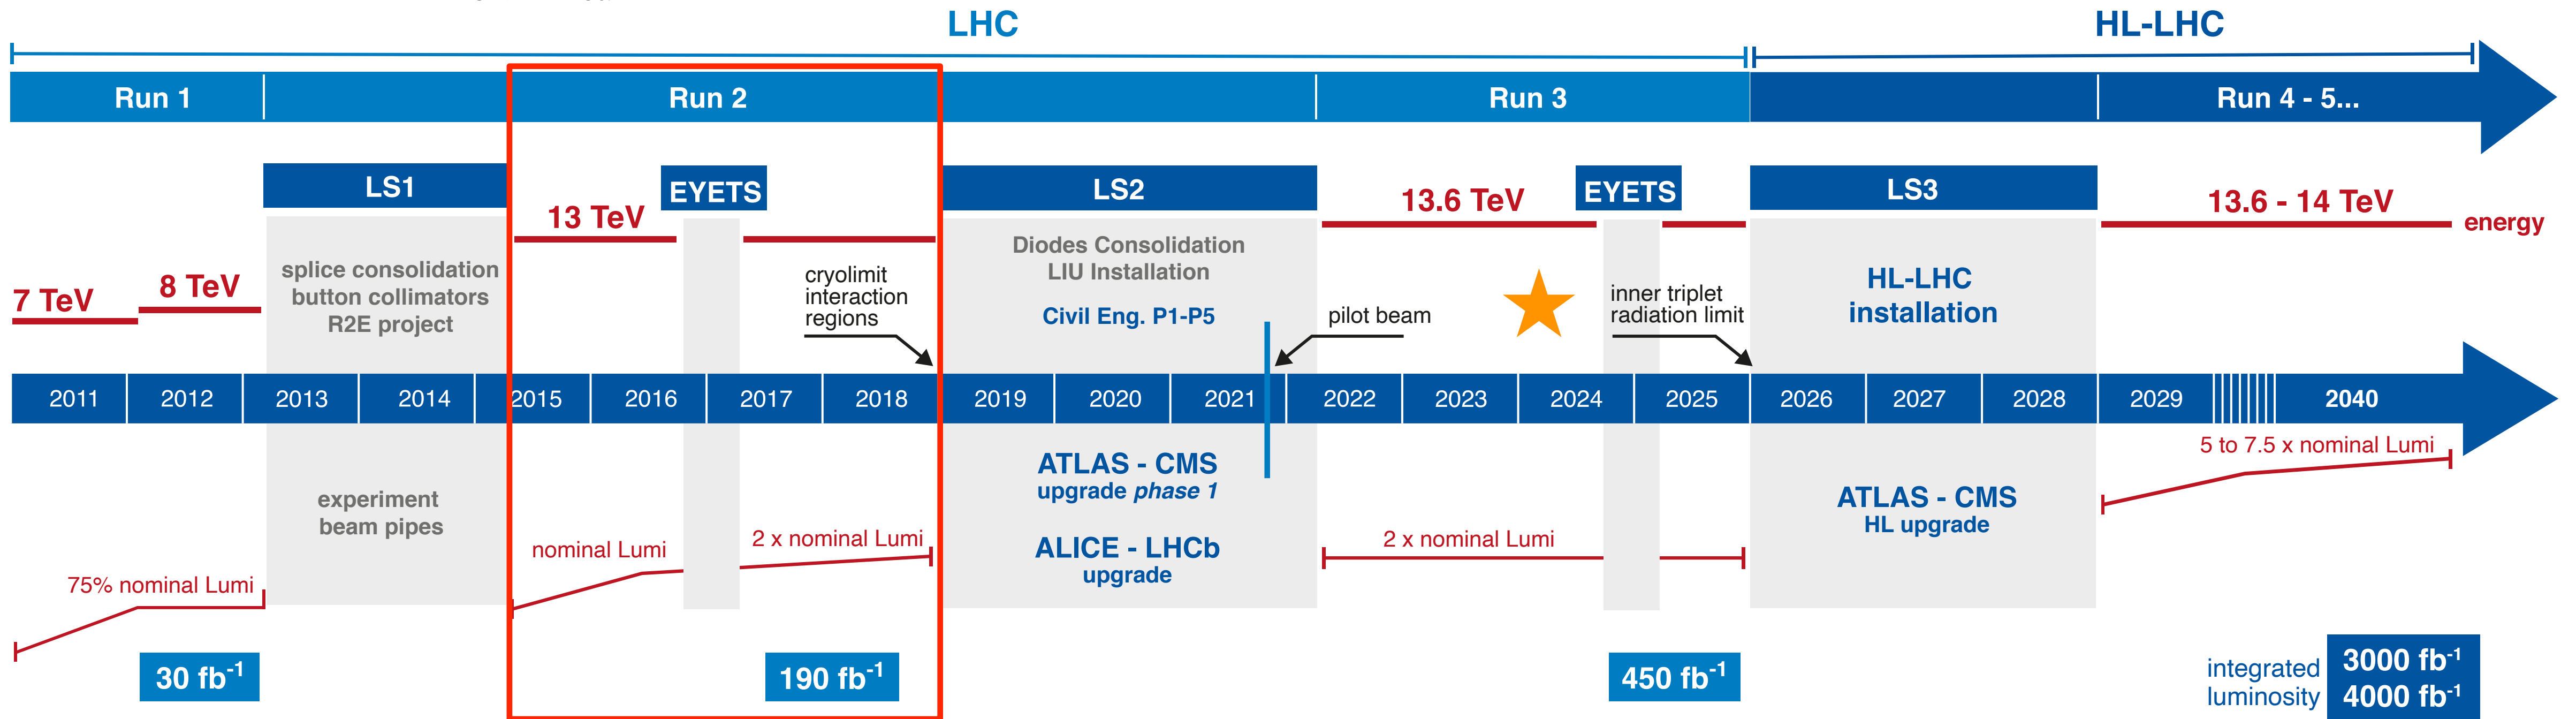 LHC
HL-LHC
Run 1
Run 2
Run 3
Run 4 - 5...
LS1
EYETS
LS2
EYETS
LS3
13 TeV
13.6 TeV
13.6 - 14 TeV
energy
7 TeV
8 TeV
splice consolidation
button collimators
R2E project
cryolimit
interaction
regions
Diodes Consolidation
LIU Installation
Civil Eng. P1-P5
pilot beam
inner triplet
radiation limit
HL-LHC
installation
2011
2012
2013
2014
2015
2016
2017
2018
2019
2020
2021
2022
2023
2024
2025
2026
2027
2028
2029
2040
5 to 7.5 x nominal Lumi
experiment
beam pipes
ATLAS - CMS
upgrade phase 1
ALICE - LHCb
upgrade
ATLAS - CMS
HL upgrade
75% nominal Lumi
nominal Lumi
2 x nominal Lumi
2 x nominal Lumi
30 fb⁻¹
190 fb⁻¹
450 fb⁻¹
integrated
luminosity
3000 fb⁻¹
4000 fb⁻¹